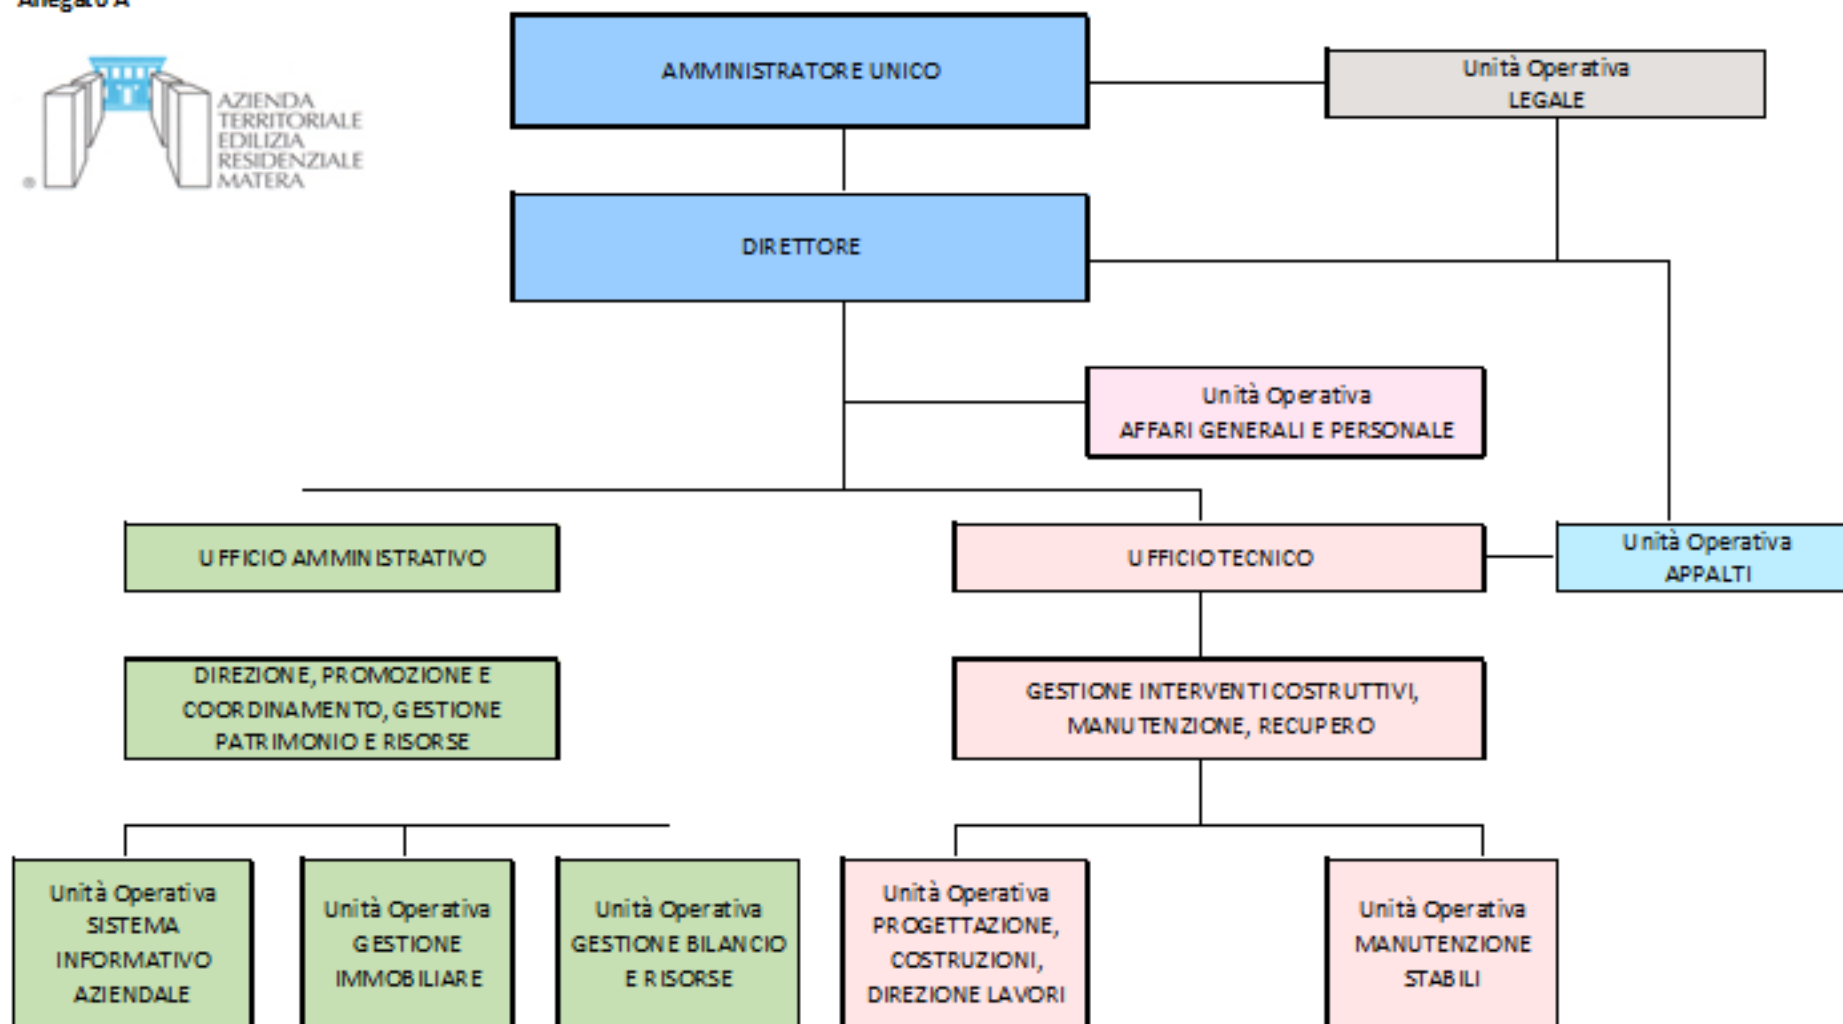 Allegato A
AZIENDA
TERRITORIALE
EDILIZIA
RESIDENZIALE
MATERA
®
AMMINISTRATORE UNICO
Unità Operativa
LEGALE
DIRETTORE
Unità Operativa
AFFARI GENERALI E PERSONALE
UFFICIO AMMINISTRATIVO
UFFICIO TECNICO
Unità Operativa
APPALTI
DIREZIONE, PROMOZIONE E
COORDINAMENTO, GESTIONE
PATRIMONIO E RISORSE
GESTIONE INTERVENTI COSTRUTTIVI,
MANUTENZIONE, RECUPERO
Unità Operativa
SISTEMA
INFORMATIVO
AZIENDALE
Unità Operativa
GESTIONE
IMMOBILIARE
Unità Operativa
GESTIONE BILANCIO
E RISORSE
Unità Operativa
PROGETTAZIONE,
COSTRUZIONI,
DIREZIONE LAVORI
Unità Operativa
MANUTENZIONE
STABILI